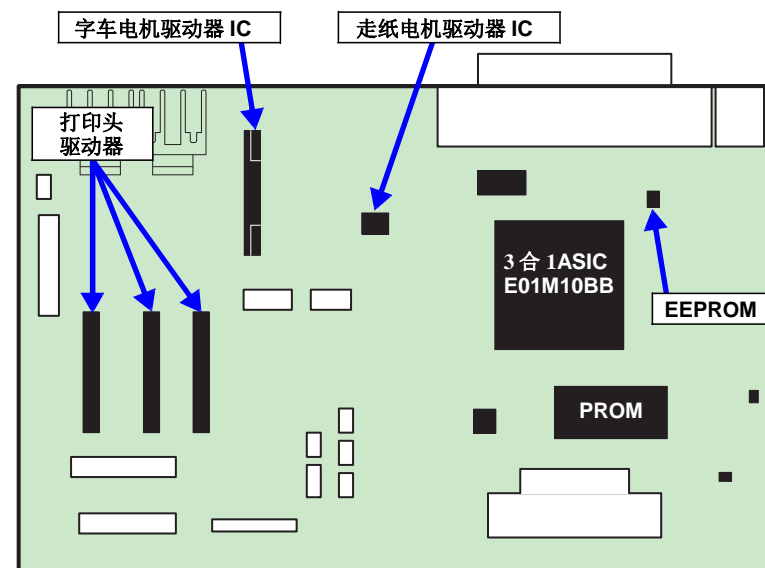 字车电机驱动器 IC
走纸电机驱动器 IC
打印头
驱动器
3 合 1ASIC
E01M10BB
EEPROM
PROM